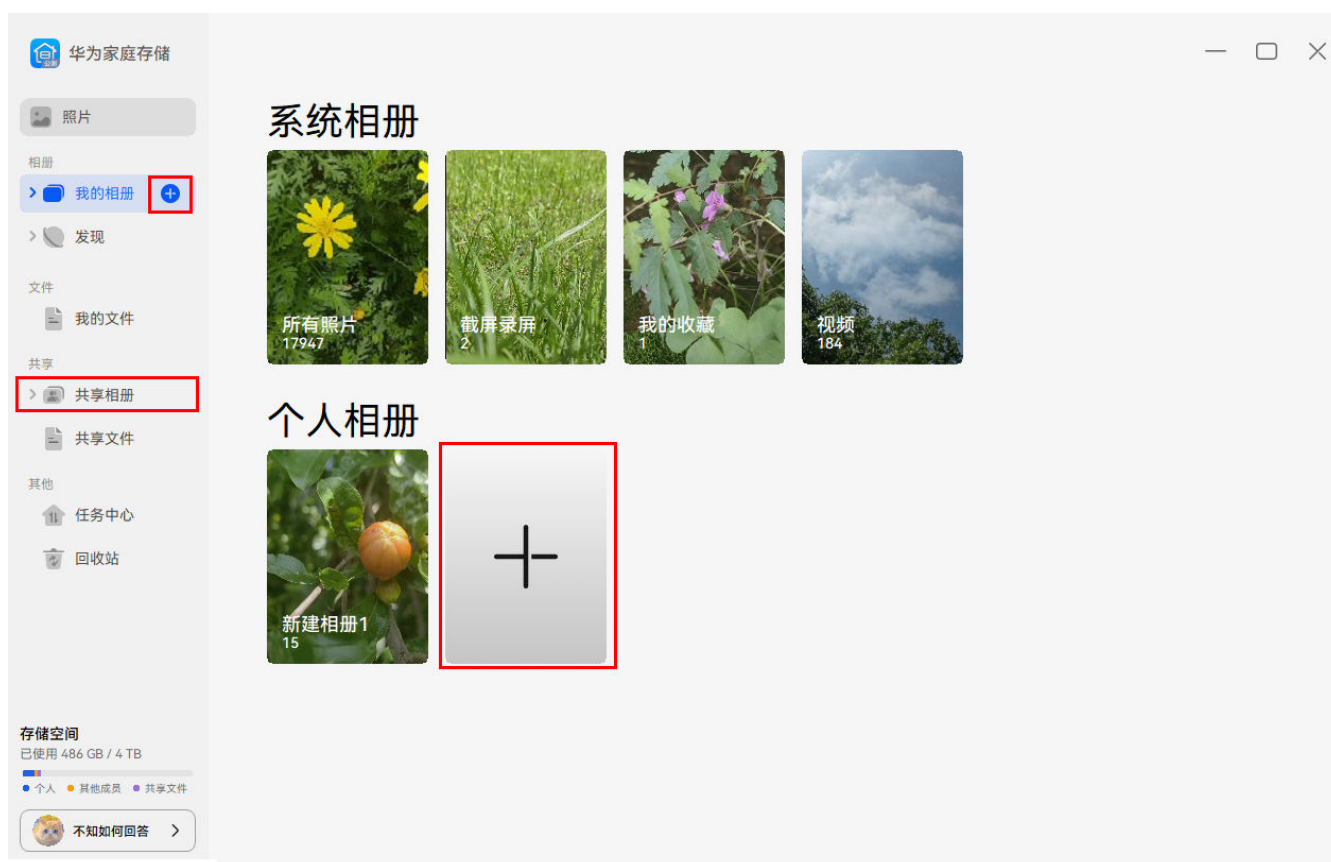 华为家庭存储
照片
相册
我的相册
发现
文件
我的文件
共享
共享相册
共享文件
其他
任务中心
回收站
存储空间
已使用 486 GB / 4 TB
个人 其他成员 共享文件
不知如何回答
系统相册
所有照片
17947
截屏录屏
2
我的收藏
1
视频
184
个人相册
新建相册1
15